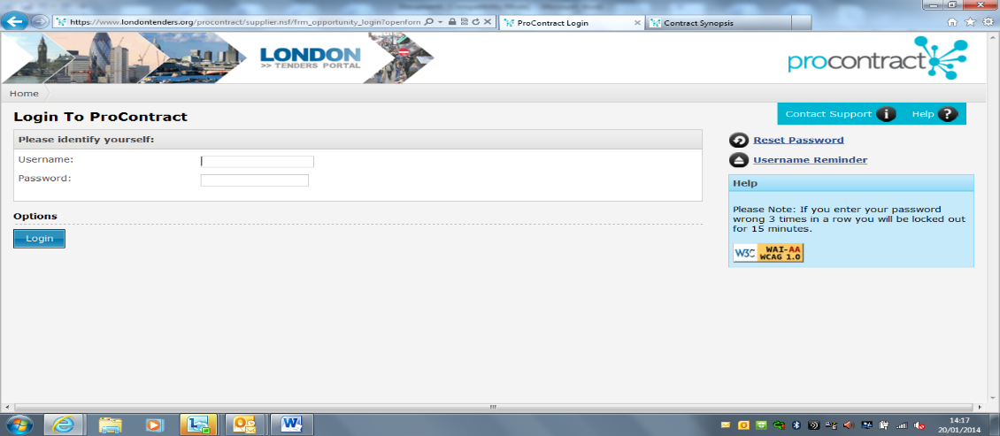 https://www.londontenders.org/procontract/supplier.nsf/frm_opportunity_login?openforn
ProContract Login
Contract Synopsis
LONDON
>> TENDERS PORTAL
procontract
Home
Login To ProContract
Contact Support
Help
Please identify yourself:
Username:
Password:
Reset Password
Username Reminder
Help
Please Note: If you enter your password
wrong 3 times in a row you will be locked out
for 15 minutes.
W3C WAI-AA
WCAG 1.0
Options
Login
14:17
20/01/2014